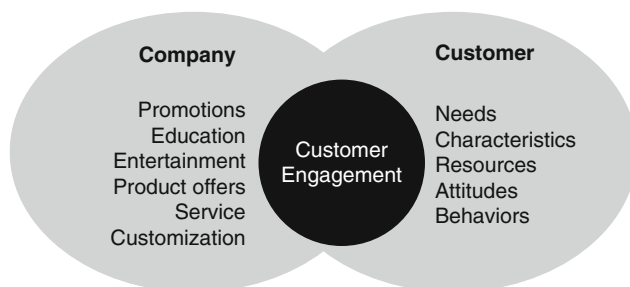 Company
Promotions
Education
Entertainment
Product offers
Service
Customization
Customer
Engagement
Customer
Needs
Characteristics
Resources
Attitudes
Behaviors